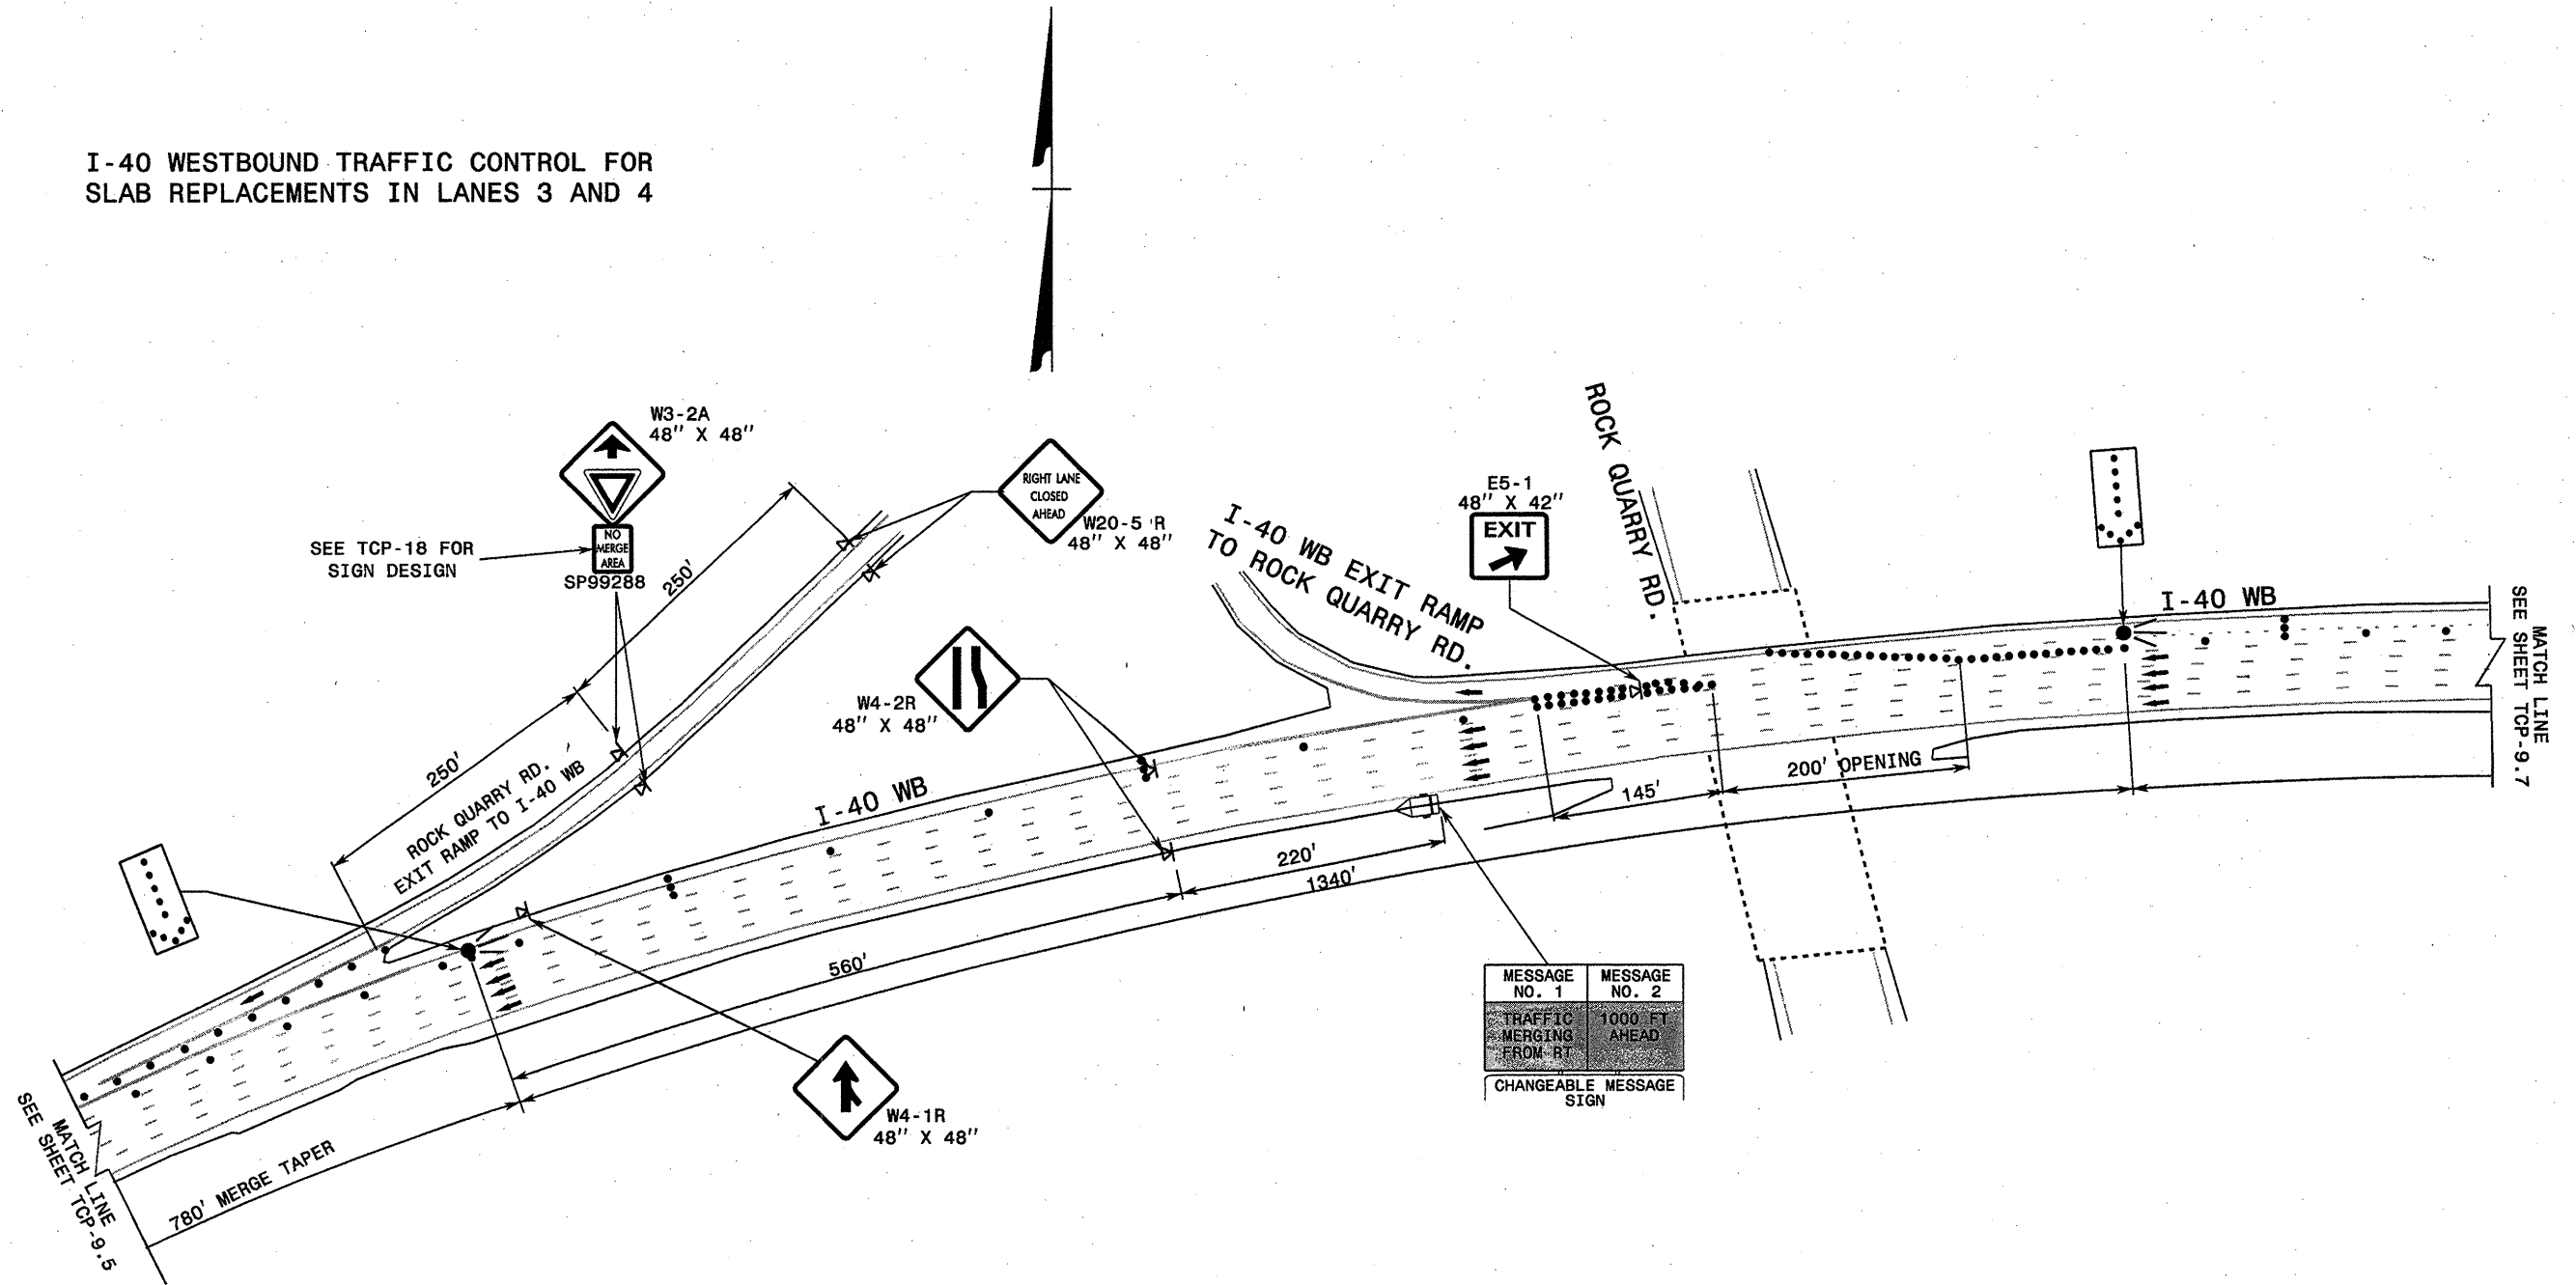 I-40 WESTBOUND TRAFFIC CONTROL FOR
SLAB REPLACEMENTS IN LANES 3 AND 4
W3-2A
48" X 48"
SEE TCP-18 FOR
SIGN DESIGN
NO
MERGE
AREA
SP99288
250'
250'
RIGHT LANE
CLOSED
AHEAD
W20-5 R
48" X 48"
ROCK QUARRY RD.
EXIT RAMP TO I-40 WB
W4-2R
48" X 48"
I-40 WB
I-40 WB EXIT RAMP
TO ROCK QUARRY RD.
E5-1
48" X 42"
EXIT
ROCK QUARRY RD.
I-40 WB
MATCH LINE
SEE SHEET TCP-9.7
200' OPENING
145'
220'
1340'
560'
MESSAGE
NO. 1
MESSAGE
NO. 2
TRAFFIC
MERGING
FROM RT
1000 FT
AHEAD
CHANGEABLE MESSAGE
SIGN
W4-1R
48" X 48"
780' MERGE TAPER
MATCH LINE
SEE SHEET TCP-9.5